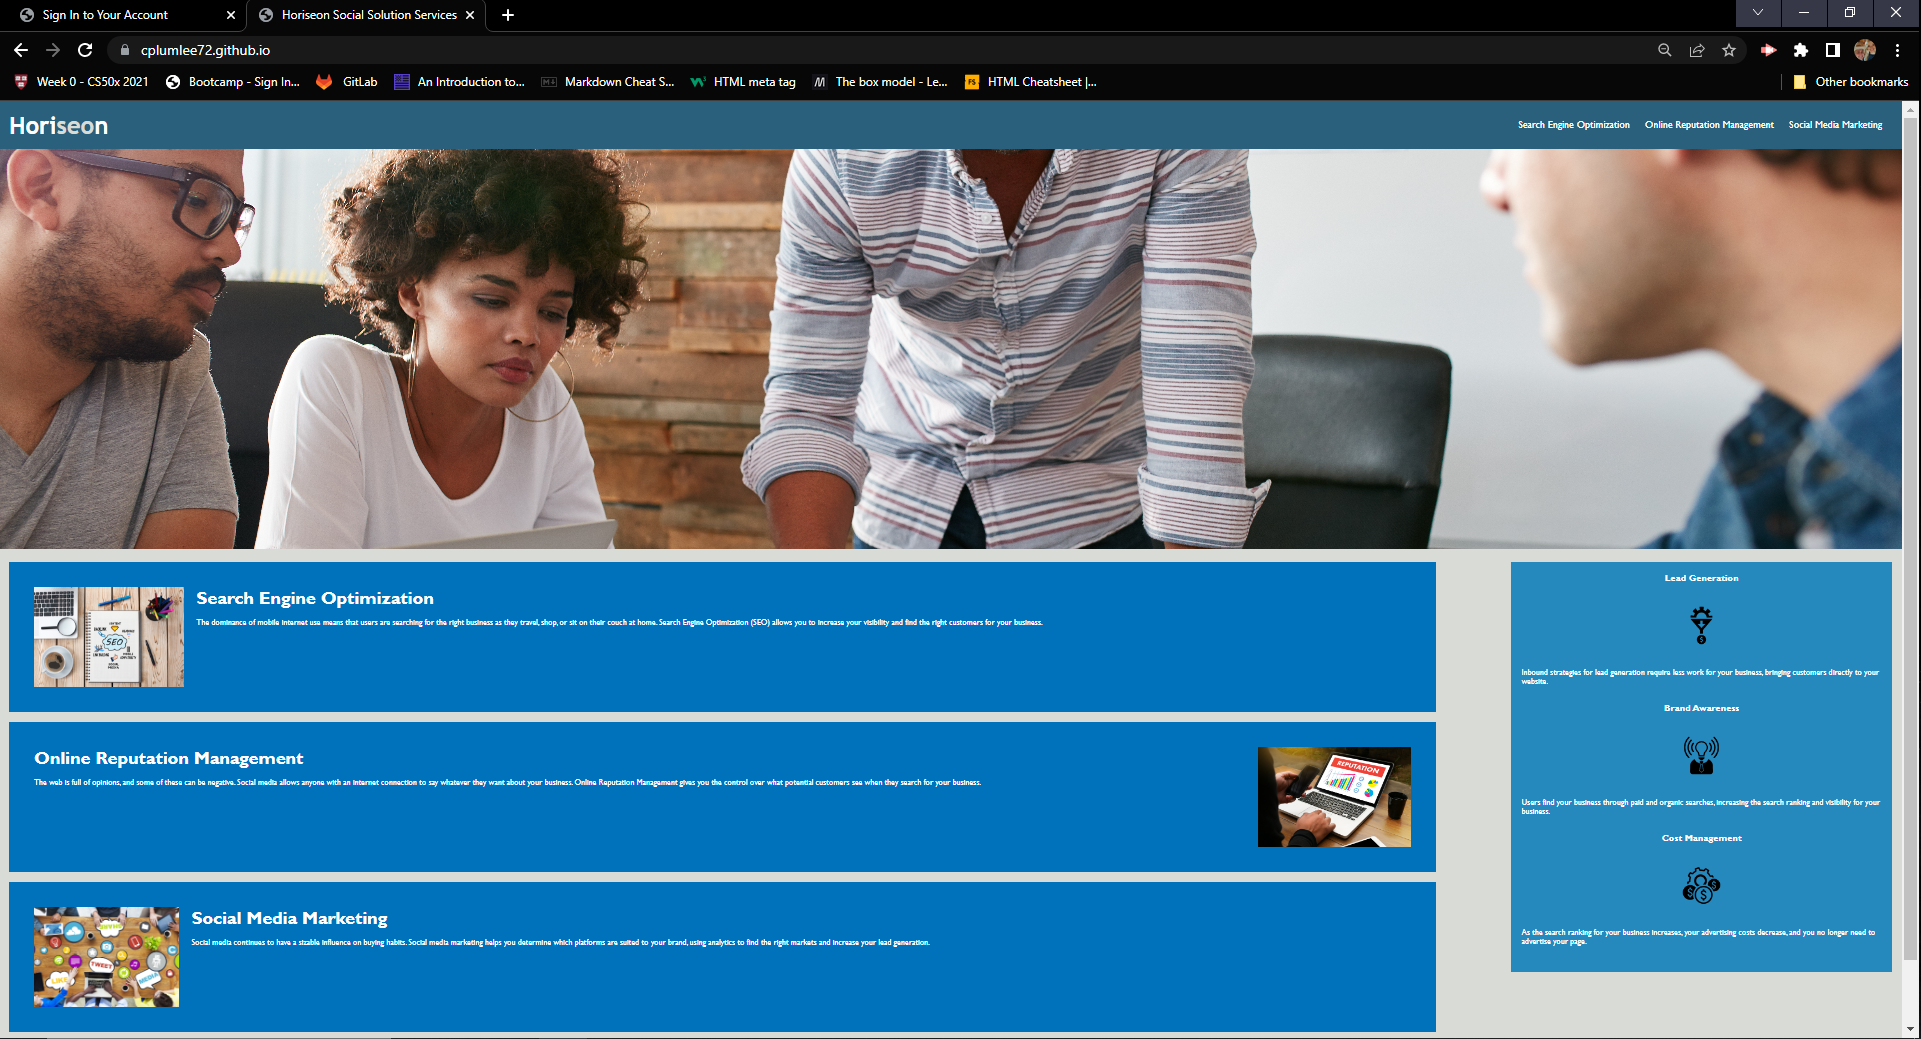 Sign In to Your Account
Horiseon Social Solution Services
cplumlee72.github.io
Week 0 - CS50x 2021
Bootcamp - Sign In...
GitLab
An Introduction to...
Markdown Cheat S...
HTML meta tag
The box model - Le...
HTML Cheatsheet |...
Other bookmarks
Horiseon
Search Engine Optimization
Online Reputation Management
Social Media Marketing
SEO
Search Engine Optimization
The dominance of mobile internet use means that users are searching for the right business as they travel, shop, or sit on their couch at home. Search Engine Optimization (SEO) allows you to increase your visibility and find the right customers for your business.
Online Reputation Management
The web is full of opinions, and some of these can be negative. Social media allows anyone with an internet connection to say whatever they want about your business. Online Reputation Management gives you the control over what potential customers see when they search for your business.
REPUTATION
TWEET
LIKE
MEDIA
Social Media Marketing
Social media continues to have a sizable influence on buying habits. Social media marketing helps you determine which platforms are suited to your brand, using analytics to find the right markets and increase your lead generation.
Lead Generation
Inbound strategies for lead generation require less work for your business, bringing customers directly to your
website.
Brand Awareness
Users find your business through paid and organic searches, increasing the search ranking and visibility for your
business.
Cost Management
As the search ranking for your business increases, your advertising costs decrease, and you no longer need to
advertise your page.